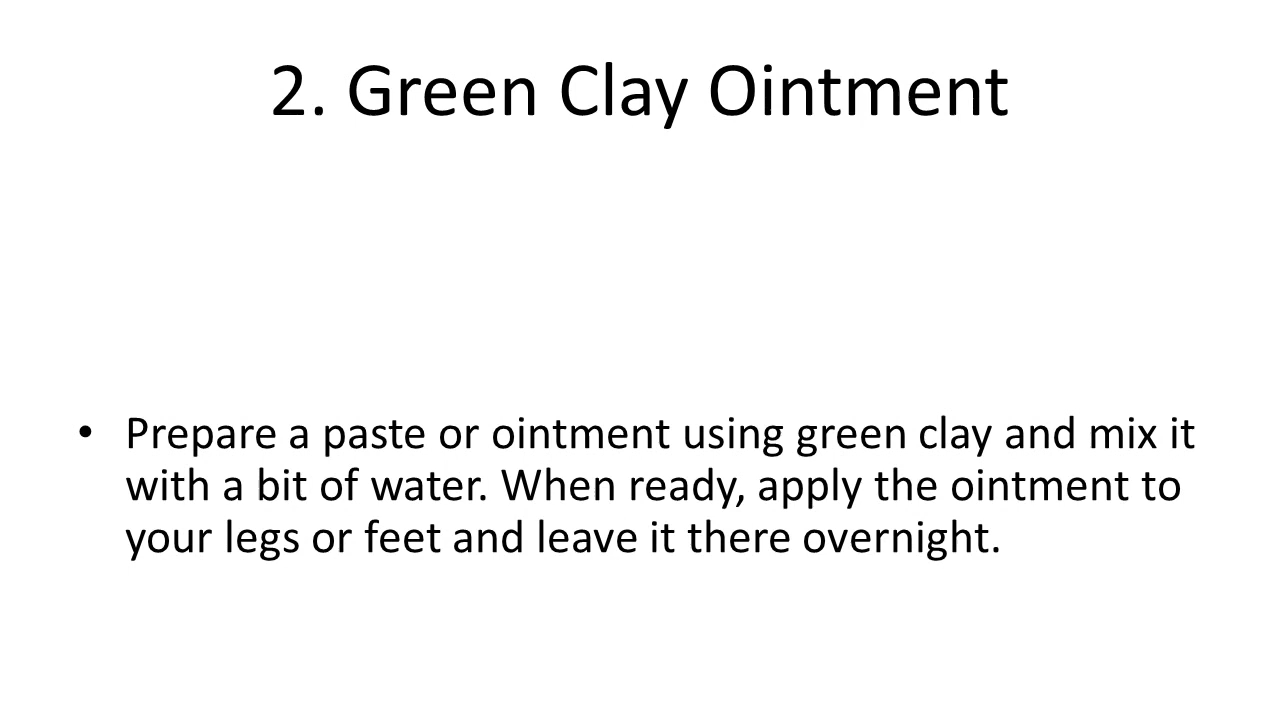 2. Green Clay Ointment
• Prepare a paste or ointment using green clay and mix it
with a bit of water. When ready, apply the ointment to
your legs or feet and leave it there overnight.